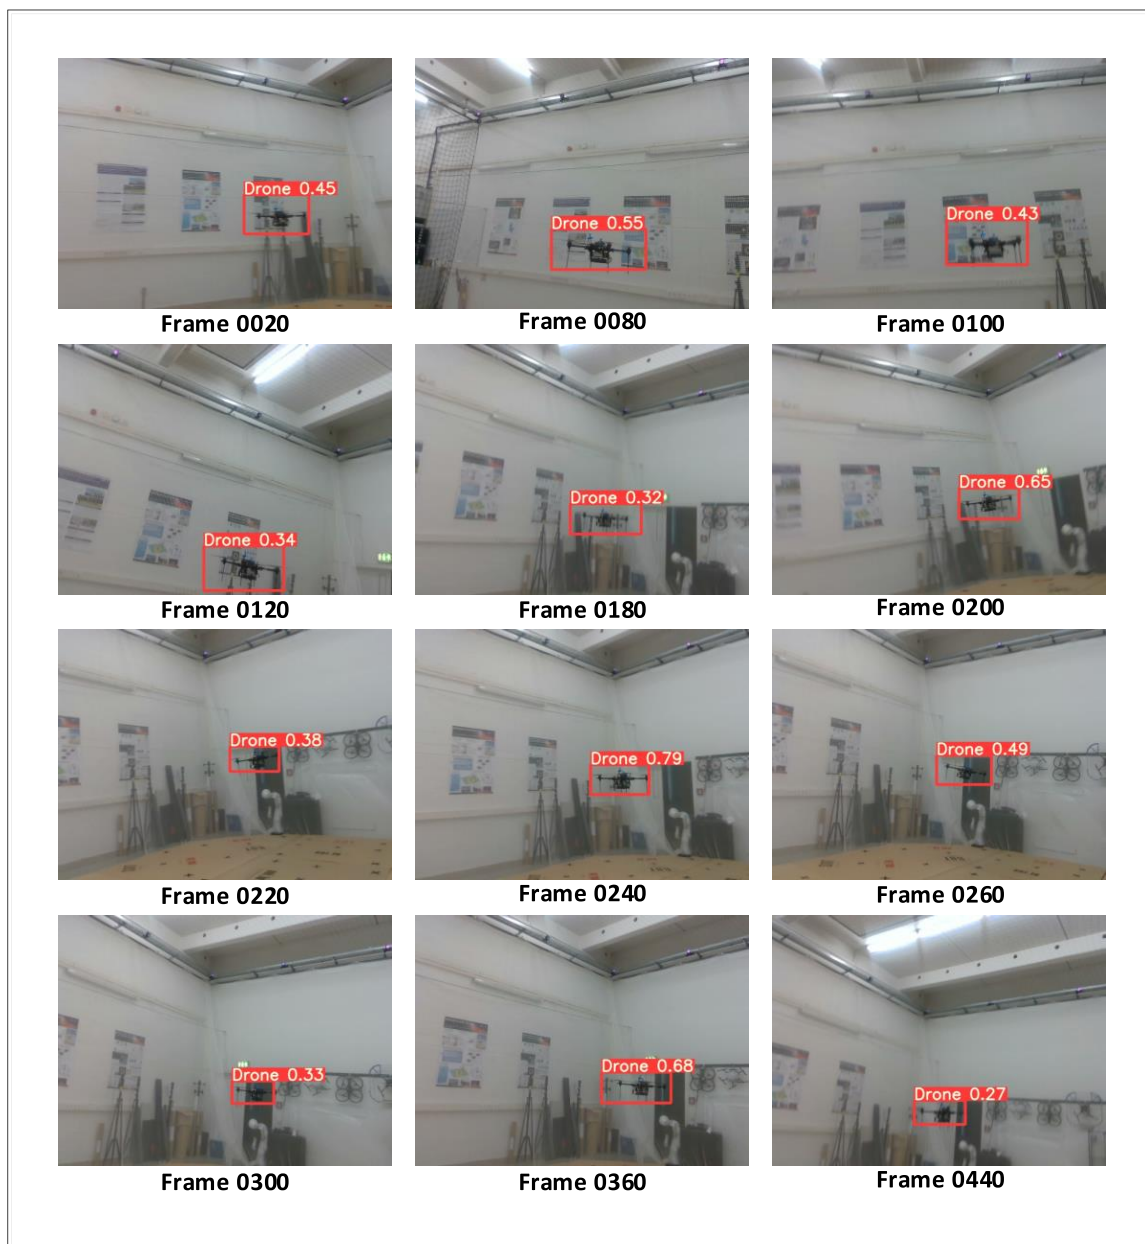 Drone 0.45
Drone 0.55
Drone 0.43
Frame 0020
Frame 0080
Frame 0100
Drone 0.34
Drone 0.32
Drone 0.65
Frame 0120
Frame 0180
Frame 0200
Drone 0.38
Drone 0.79
Drone 0.49
Frame 0220
Frame 0240
Frame 0260
Drone 0.33
Drone 0.68
Drone 0.27
Frame 0300
Frame 0360
Frame 0440